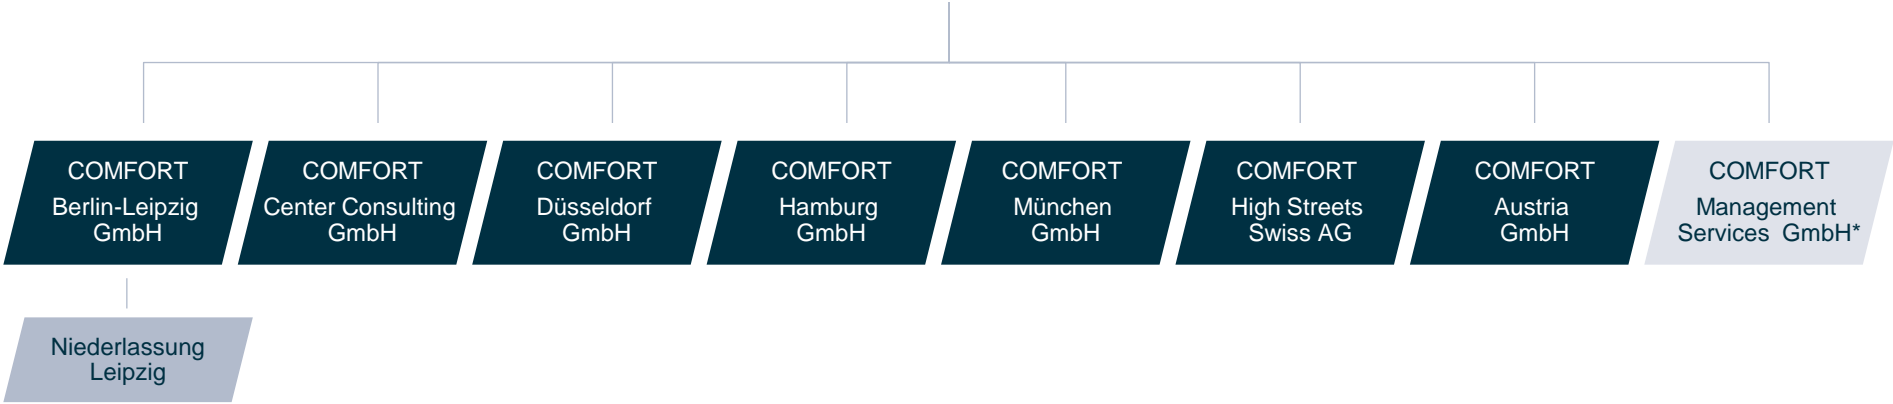 COMFORT
Berlin-Leipzig
GmbH
COMFORT
Center Consulting
GmbH
COMFORT
Düsseldorf
GmbH
COMFORT
Hamburg
GmbH
COMFORT
München
GmbH
COMFORT
High Streets
Swiss AG
COMFORT
Austria
GmbH
COMFORT
Management
Services GmbH*
Niederlassung
Leipzig